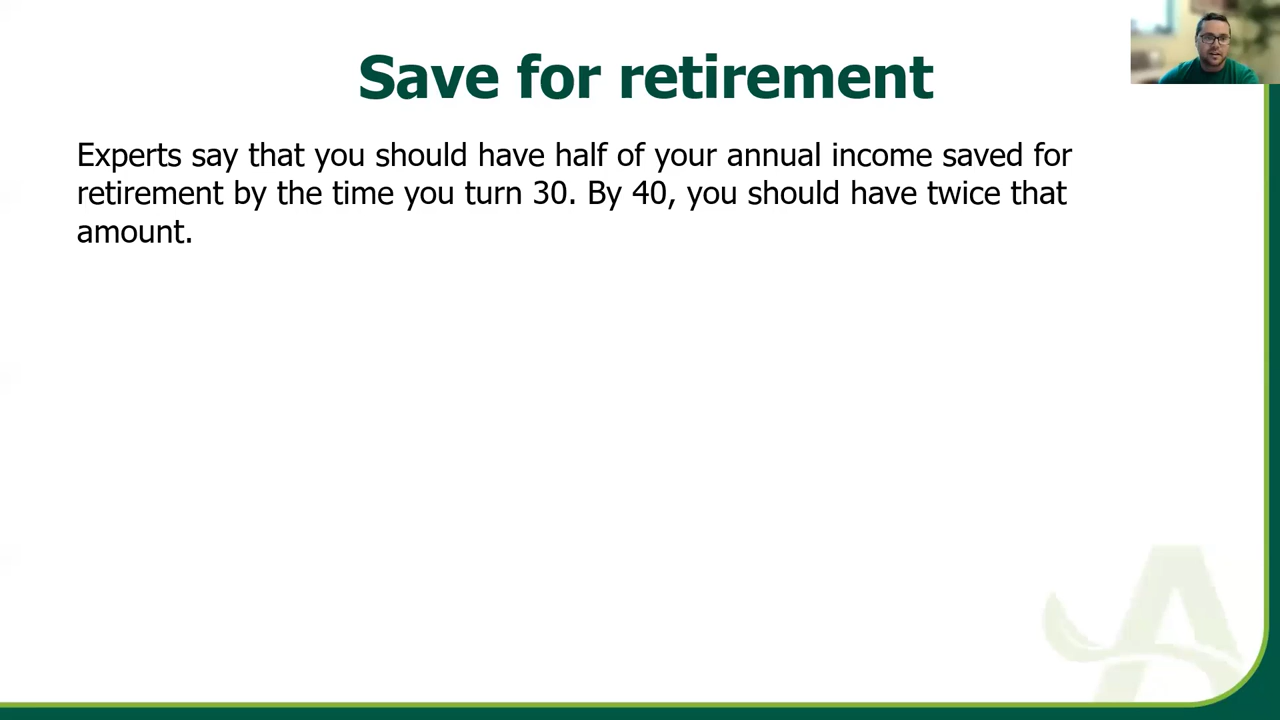 Save for retirement
Experts say that you should have half of your annual income saved for
retirement by the time you turn 30. By 40, you should have twice that
amount.